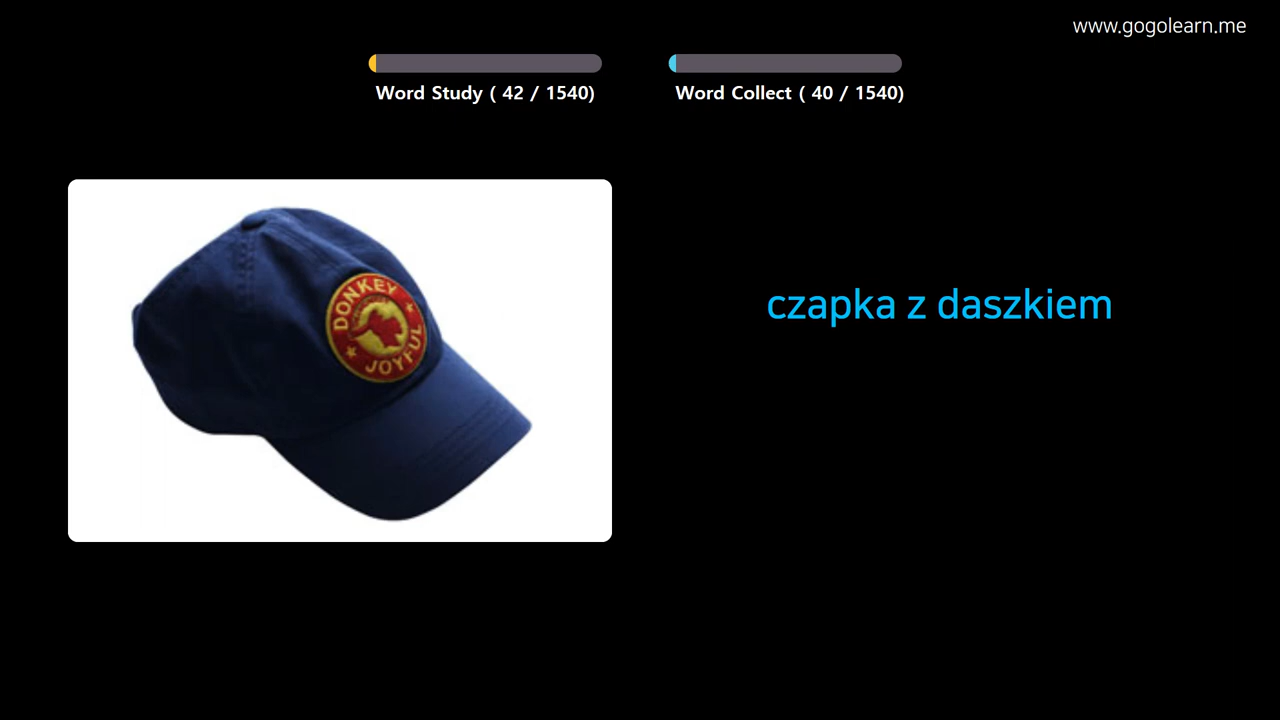 www.gogolearn.me
Word Study ( 42 / 1540)
Word Collect ( 40 / 1540)
DONKEY
JOYFUL
czapka z daszkiem